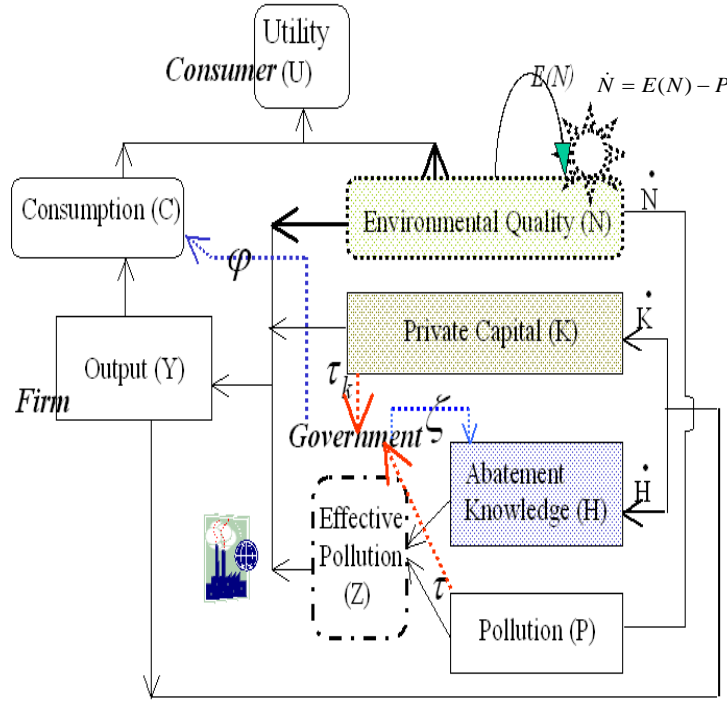 Utility
Consumer (U)
E(N)
Ṅ = E(N) − P
Consumption (C)
Environmental Quality (N)
Ṅ
φ
Private Capital (K)
K̇
Output (Y)
Firm
τk
Government
ζ
Abatement
Knowledge (H)
Ḣ
Effective
Pollution
(Z)
τ
Pollution (P)